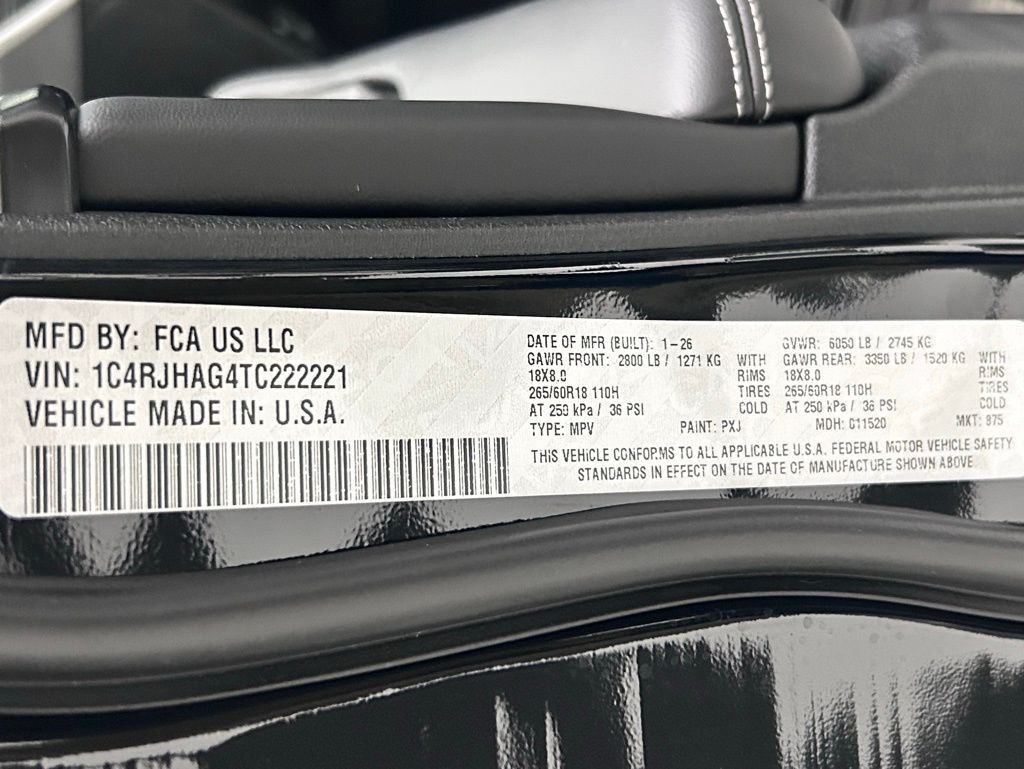 MFD BY: FCA US LLC
VIN: 1C4RJHAG4TC222221
VEHICLE MADE IN: U.S.A.
DATE OF MFR (BUILT): 1-26 GVWR: 6050 LB / 2745 KG
GAWR FRONT: 2800 LB / 1271 KG WITH GAWR REAR: 3350 LB / 1520 KG WITH
18X8.0 RIMS 18X8.0 RIMS
265/60R18 110H TIRES 265/60R18 110H TIRES
AT 250 kPa / 36 PSI COLD AT 250 kPa / 36 PSI COLD
TYPE: MPV PAINT: PXJ MDH: 011520 MKT: 875
THIS VEHICLE CONFORMS TO ALL APPLICABLE U.S.A. FEDERAL MOTOR VEHICLE SAFETY
STANDARDS IN EFFECT ON THE DATE OF MANUFACTURE SHOWN ABOVE.